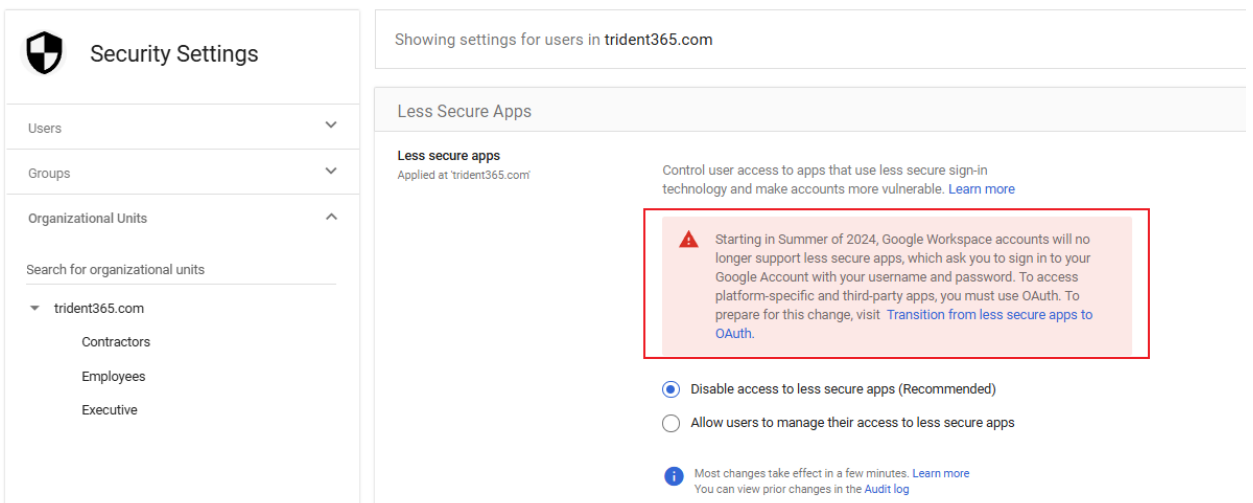 Security Settings
Users
Groups
Organizational Units
Search for organizational units
trident365.com
Contractors
Employees
Executive
Showing settings for users in trident365.com
Less Secure Apps
Less secure apps
Applied at 'trident365.com'
Control user access to apps that use less secure sign-in
technology and make accounts more vulnerable. Learn more
Starting in Summer of 2024, Google Workspace accounts will no
longer support less secure apps, which ask you to sign in to your
Google Account with your username and password. To access
platform-specific and third-party apps, you must use OAuth. To
prepare for this change, visit Transition from less secure apps to
OAuth.
Disable access to less secure apps (Recommended)
Allow users to manage their access to less secure apps
Most changes take effect in a few minutes. Learn more
You can view prior changes in the Audit log